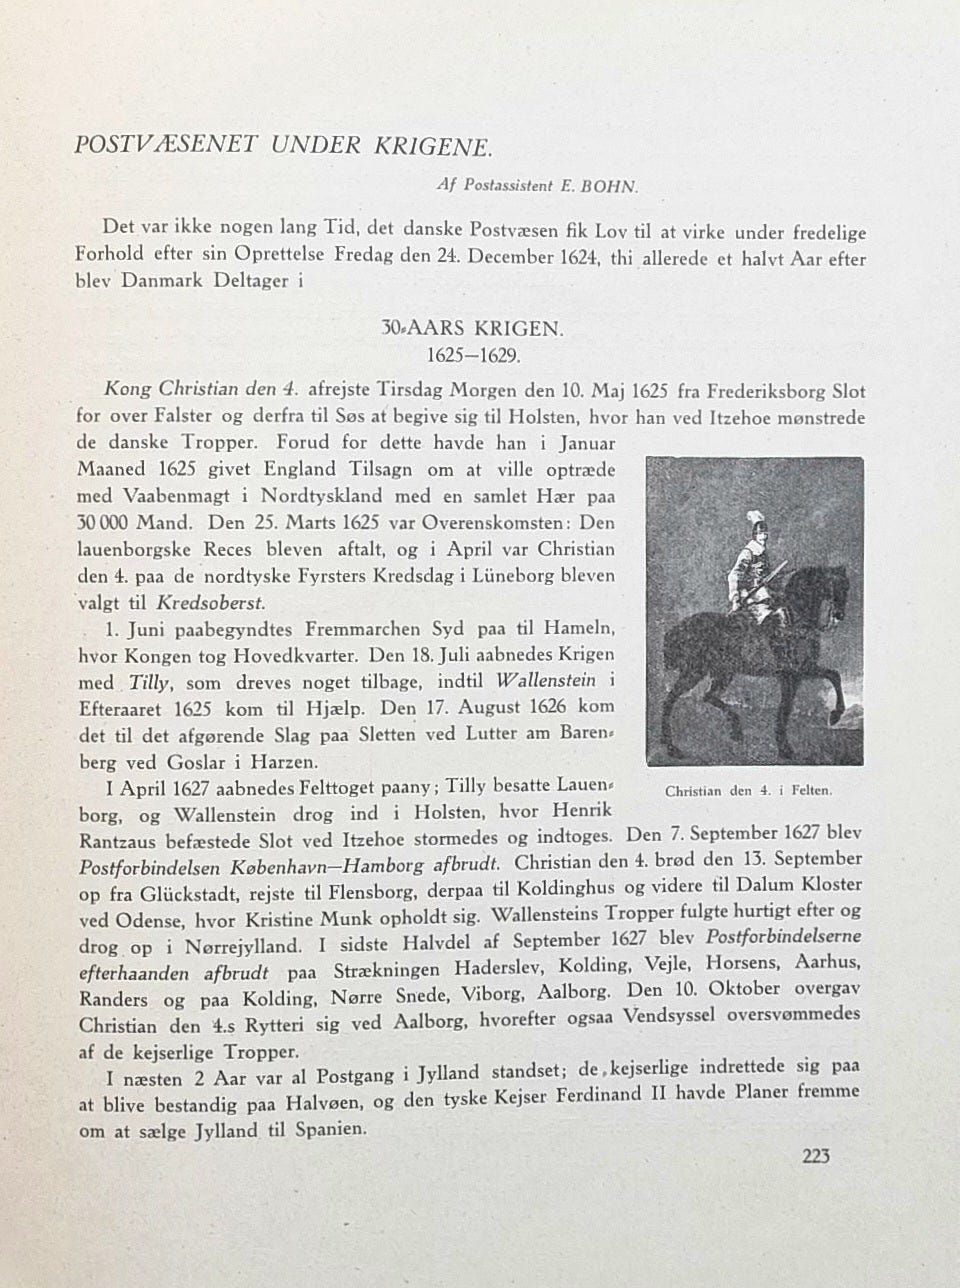 POSTVÆSENET UNDER KRIGENE.
Af Postassistent E. BOHN.
Det var ikke nogen lang Tid, det danske Postvæsen fik Lov til at virke under fredelige
Forhold efter sin Oprettelse Fredag den 24. December 1624, thi allerede et halvt Aar efter
blev Danmark Deltager i
30-AARS KRIGEN.
1625—1629.
Kong Christian den 4. afrejste Tirsdag Morgen den 10. Maj 1625 fra Frederiksborg Slot
for over Falster og derfra til Søs at begive sig til Holsten, hvor han ved Itzehoe mønstrede
de danske Tropper. Forud for dette havde han i Januar
Maaned 1625 givet England Tilsagn om at ville optræde
med Vaabenmagt i Nordtyskland med en samlet Hær paa
30 000 Mand. Den 25. Marts 1625 var Overenskomsten: Den
lauenborgske Reces bleven aftalt, og i April var Christian
den 4. paa de nordtyske Fyrsters Kredsdag i Lüneborg bleven
valgt til Kredsoberst.
1. Juni paabegyndtes Fremmarchen Syd paa til Hameln,
hvor Kongen tog Hovedkvarter. Den 18. Juli aabnedes Krigen
med Tilly, som dreves noget tilbage, indtil Wallenstein i
Efteraaret 1625 kom til Hjælp. Den 17. August 1626 kom
det til det afgørende Slag paa Sletten ved Lutter am Baren-
berg ved Goslar i Harzen.
I April 1627 aabnedes Felttoget paany; Tilly besatte Lauen-
borg, og Wallenstein drog ind i Holsten, hvor Henrik
Rantzaus befæstede Slot ved Itzehoe stormedes og indtoges. Den 7. September 1627 blev
Postforbindelsen København—Hamborg afbrudt. Christian den 4. brød den 13. September
op fra Glückstadt, rejste til Flensborg, derpaa til Koldinghus og videre til Dalum Kloster
ved Odense, hvor Kristine Munk opholdt sig. Wallensteins Tropper fulgte hurtigt efter og
drog op i Nørrejylland. I sidste Halvdel af September 1627 blev Postforbindelserne
efterhaanden afbrudt paa Strækningen Haderslev, Kolding, Vejle, Horsens, Aarhus,
Randers og paa Kolding, Nørre Snede, Viborg, Aalborg. Den 10. Oktober overgav
Christian den 4.s Rytteri sig ved Aalborg, hvorefter ogsaa Vendsyssel oversvømmedes
af de kejserlige Tropper.
I næsten 2 Aar var al Postgang i Jylland standset; de kejserlige indrettede sig paa
at blive bestandig paa Halvøen, og den tyske Kejser Ferdinand II havde Planer fremme
om at sælge Jylland til Spanien.
Christian den 4. i Felten.
223